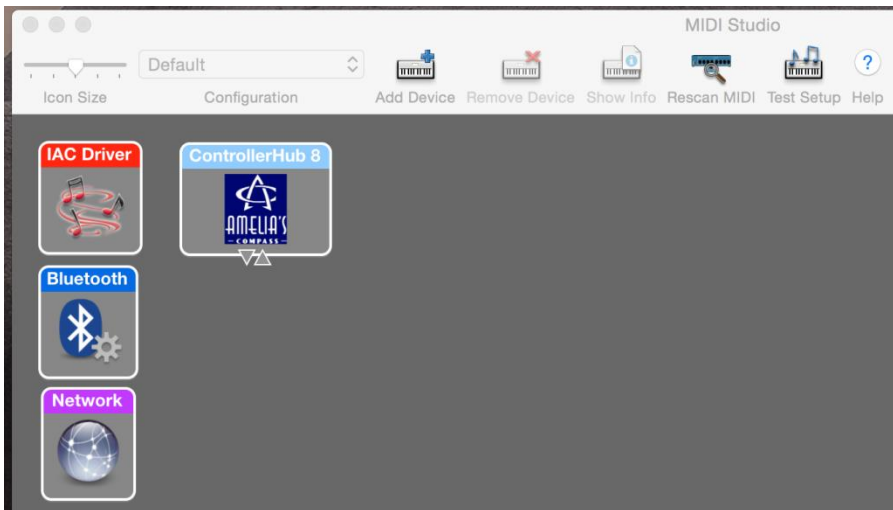 MIDI Studio
Default
Icon Size
Configuration
Add Device
Remove Device
Show Info
Rescan MIDI
Test Setup
?
Help
IAC Driver
ControllerHub 8
AMELIA'S
COMPASS
Bluetooth
Network